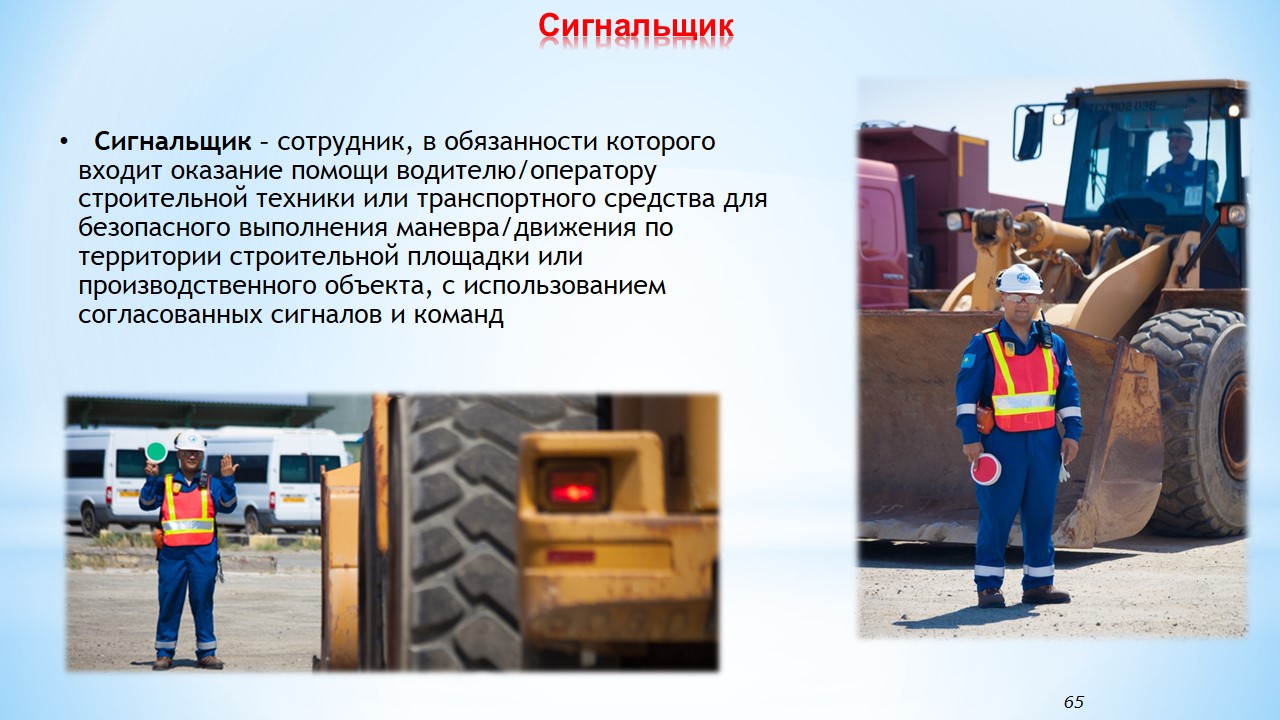 Сигнальщик
• Сигнальщик – сотрудник, в обязанности которого
входит оказание помощи водителю/оператору
строительной техники или транспортного средства для
безопасного выполнения маневра/движения по
территории строительной площадки или
производственного объекта, с использованием
согласованных сигналов и команд
65